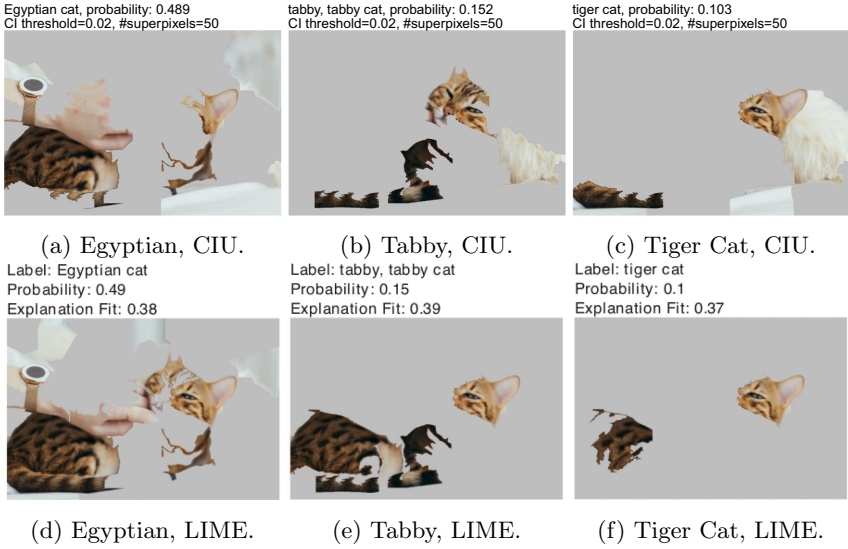 Egyptian cat, probability: 0.489
CI threshold=0.02, #superpixels=50
tabby, tabby cat, probability: 0.152
CI threshold=0.02, #superpixels=50
tiger cat, probability: 0.103
CI threshold=0.02, #superpixels=50
(a) Egyptian, CIU.
(b) Tabby, CIU.
(c) Tiger Cat, CIU.
Label: Egyptian cat
Probability: 0.49
Explanation Fit: 0.38
Label: tabby, tabby cat
Probability: 0.15
Explanation Fit: 0.39
Label: tiger cat
Probability: 0.1
Explanation Fit: 0.37
(d) Egyptian, LIME.
(e) Tabby, LIME.
(f) Tiger Cat, LIME.